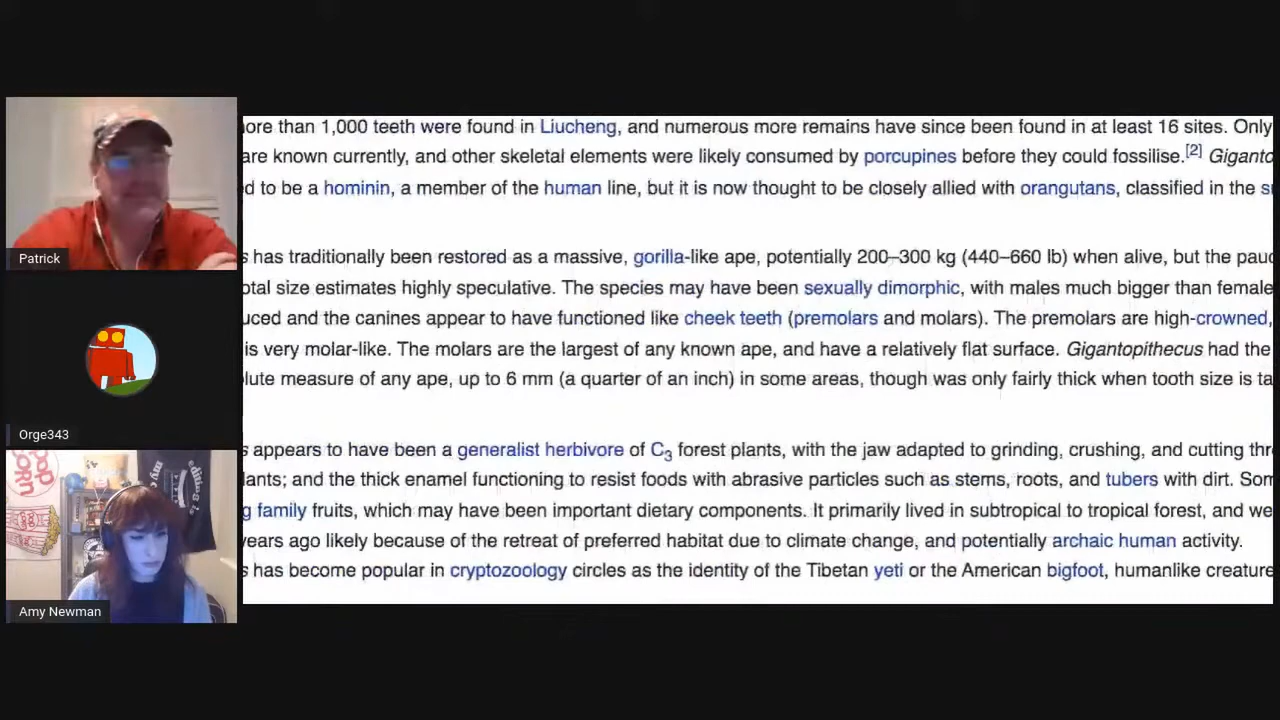 Patrick
Orge343
Pop
corn
Amy Newman
ore than 1,000 teeth were found in Liucheng, and numerous more remains have since been found in at least 16 sites. Only
are known currently, and other skeletal elements were likely consumed by porcupines before they could fossilise.[2] Giganto
ed to be a hominin, a member of the human line, but it is now thought to be closely allied with orangutans, classified in the s
s has traditionally been restored as a massive, gorilla-like ape, potentially 200–300 kg (440–660 lb) when alive, but the pauc
otal size estimates highly speculative. The species may have been sexually dimorphic, with males much bigger than female
uced and the canines appear to have functioned like cheek teeth (premolars and molars). The premolars are high-crowned,
is very molar-like. The molars are the largest of any known ape, and have a relatively flat surface. Gigantopithecus had the
lute measure of any ape, up to 6 mm (a quarter of an inch) in some areas, though was only fairly thick when tooth size is ta
s appears to have been a generalist herbivore of C3 forest plants, with the jaw adapted to grinding, crushing, and cutting thr
lants; and the thick enamel functioning to resist foods with abrasive particles such as stems, roots, and tubers with dirt. Som
g family fruits, which may have been important dietary components. It primarily lived in subtropical to tropical forest, and we
years ago likely because of the retreat of preferred habitat due to climate change, and potentially archaic human activity.
s has become popular in cryptozoology circles as the identity of the Tibetan yeti or the American bigfoot, humanlike creature